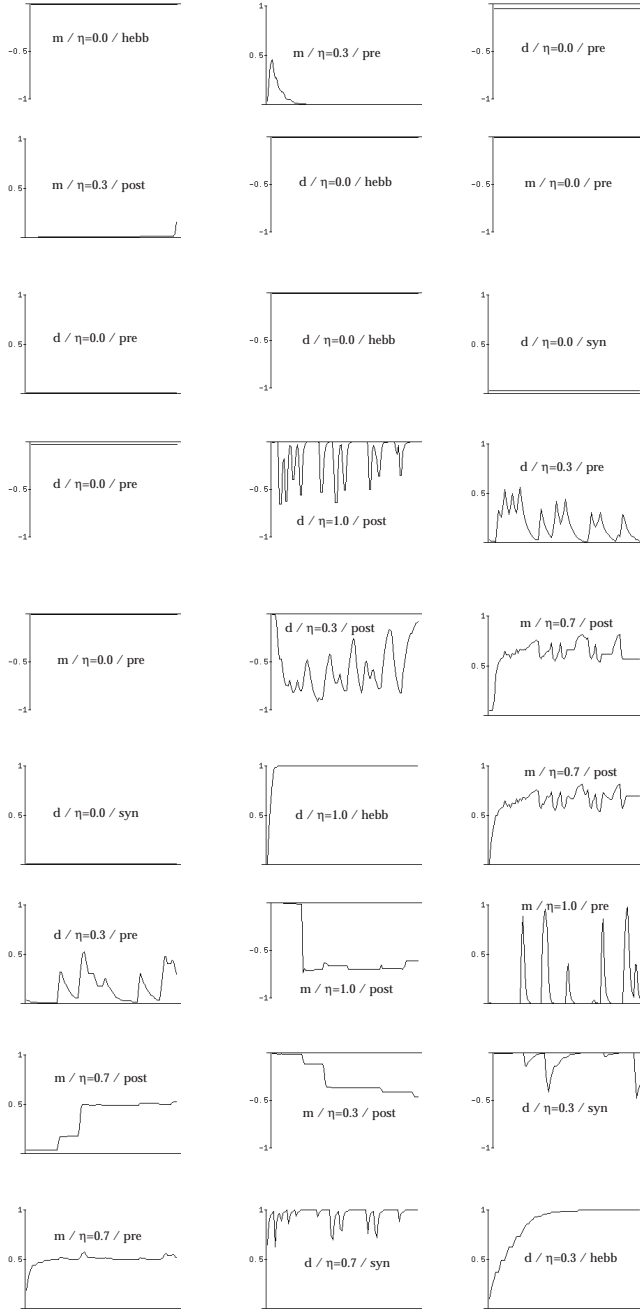 m / η=0.0 / hebb
-0.5
-1
1
m / η=0.3 / pre
0.5
d / η=0.0 / pre
-0.5
-1
1
m / η=0.3 / post
0.5
d / η=0.0 / hebb
-0.5
-1
m / η=0.0 / pre
-0.5
-1
1
d / η=0.0 / pre
0.5
d / η=0.0 / hebb
-0.5
-1
1
d / η=0.0 / syn
0.5
d / η=0.0 / pre
-0.5
-1
-0.5
d / η=1.0 / post
-1
1
d / η=0.3 / pre
0.5
m / η=0.0 / pre
-0.5
-1
d / η=0.3 / post
-0.5
-1
1
m / η=0.7 / post
0.5
1
d / η=0.0 / syn
0.5
1
d / η=1.0 / hebb
0.5
1
m / η=0.7 / post
0.5
1
d / η=0.3 / pre
0.5
-0.5
m / η=1.0 / post
-1
1
m / η=1.0 / pre
0.5
1
m / η=0.7 / post
0.5
-0.5
m / η=0.3 / post
-1
-0.5
d / η=0.3 / syn
-1
1
m / η=0.7 / pre
0.5
1
0.5
d / η=0.7 / syn
1
0.5
d / η=0.3 / hebb